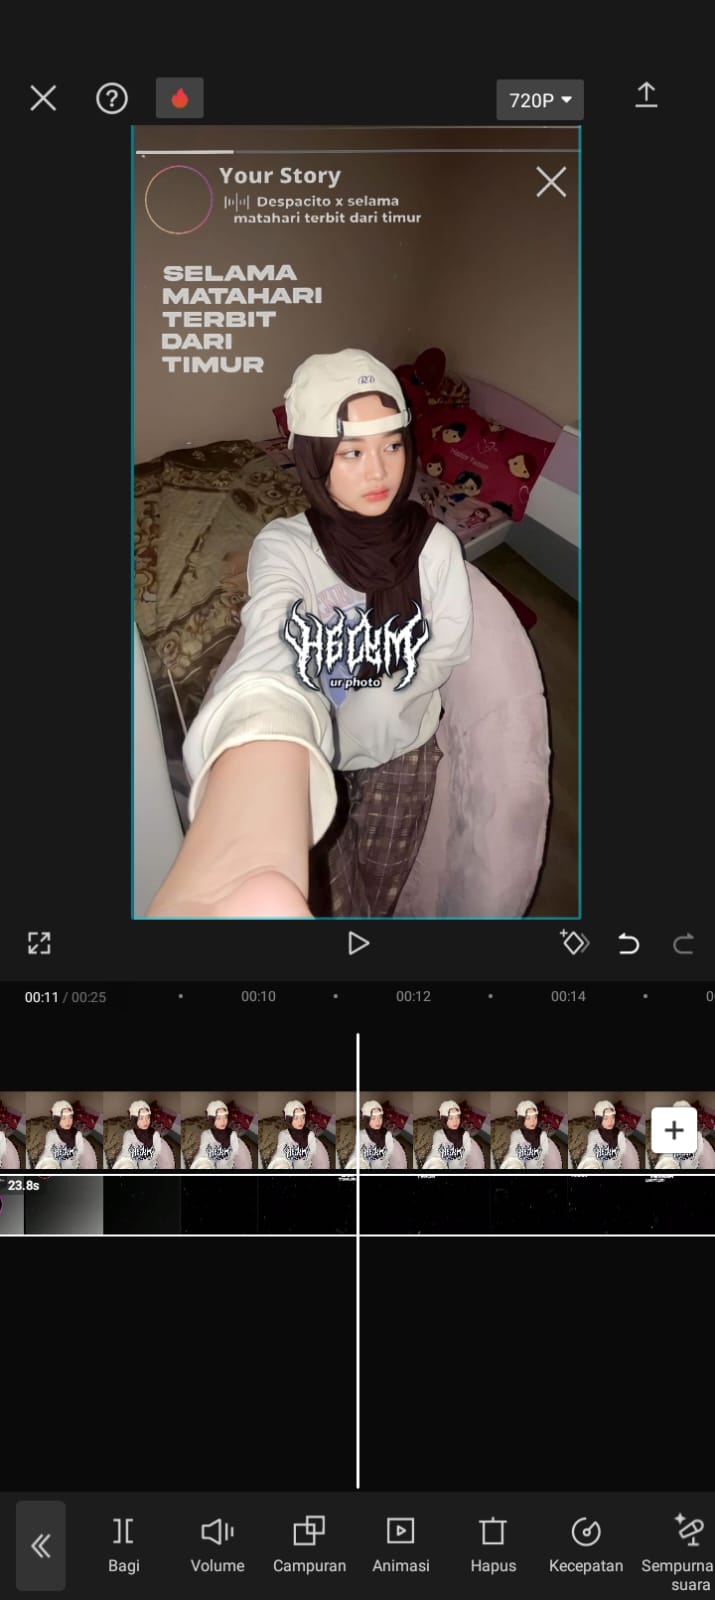 720P
Your Story
Despacito x selama
matahari terbit dari timur
SELAMA
MATAHARI
TERBIT
DARI
TIMUR
ur photo
00:11 / 00:25
00:10
00:12
00:14
23.8s
Bagi
Volume
Campuran
Animasi
Hapus
Kecepatan
Sempurna
suara